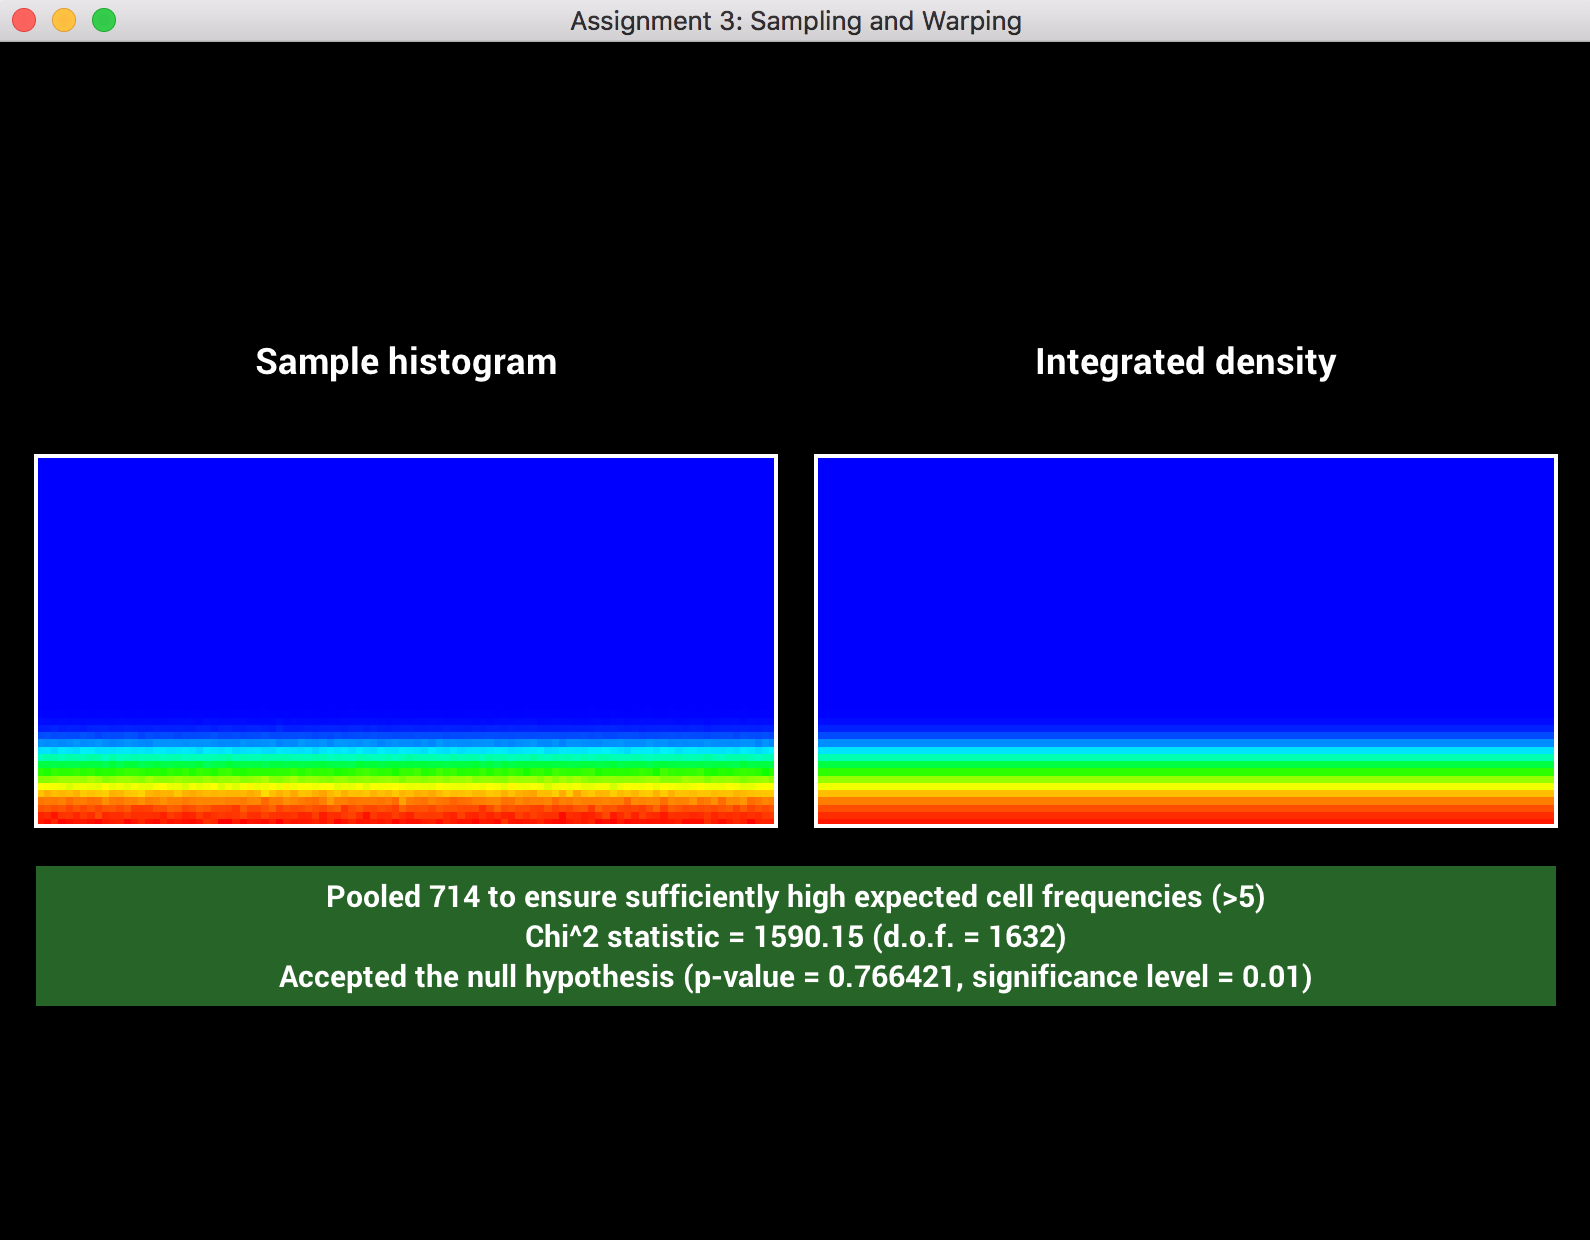 Assignment 3: Sampling and Warping
Sample histogram
Integrated density
Pooled 714 to ensure sufficiently high expected cell frequencies (>5)
Chi^2 statistic = 1590.15 (d.o.f. = 1632)
Accepted the null hypothesis (p-value = 0.766421, significance level = 0.01)